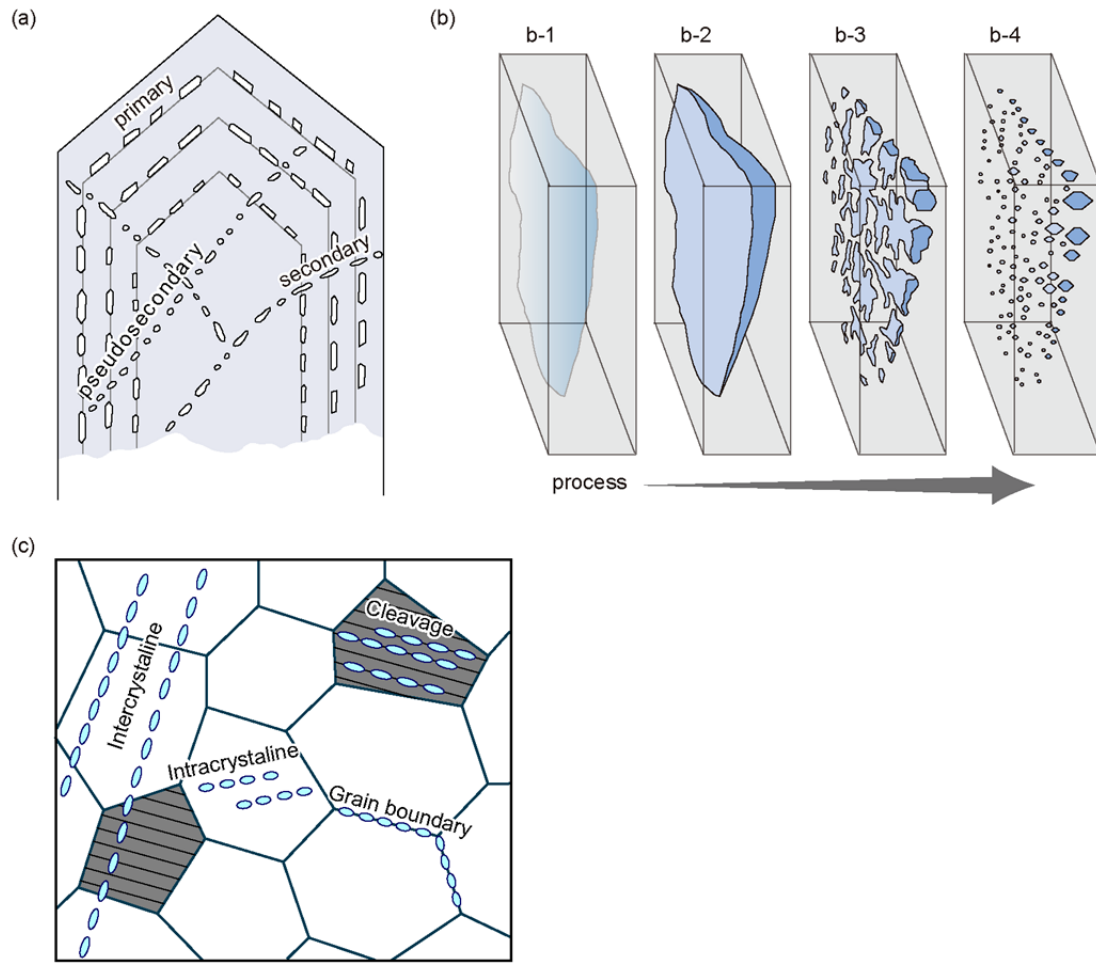 (a)
primary
pseudosecondary
secondary
(b)
b-1
b-2
b-3
b-4
process
(c)
Cleavage
Intercrystaline
Intracrystaline
Grain boundary